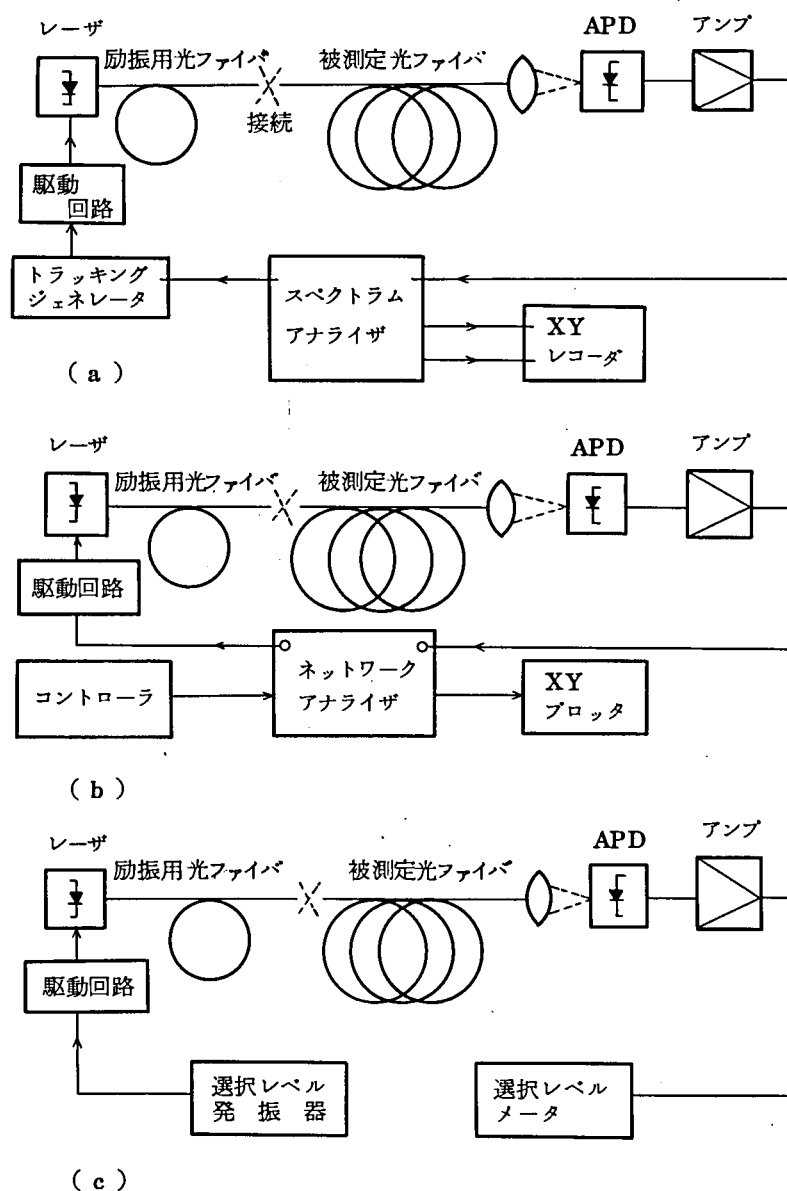 レーザ
励振用光ファイバ
接続
被測定光ファイバ
APD
アンプ
駆動
回路
トラッキング
ジェネレータ
スペクトラム
アナライザ
XY
レコーダ
(a)
レーザ
励振用光ファイバ
被測定光ファイバ
APD
アンプ
駆動回路
コントローラ
ネットワーク
アナライザ
XY
プロッタ
(b)
レーザ
励振用光ファイバ
被測定光ファイバ
APD
アンプ
駆動回路
選択レベル
発振器
選択レベル
メータ
(c)